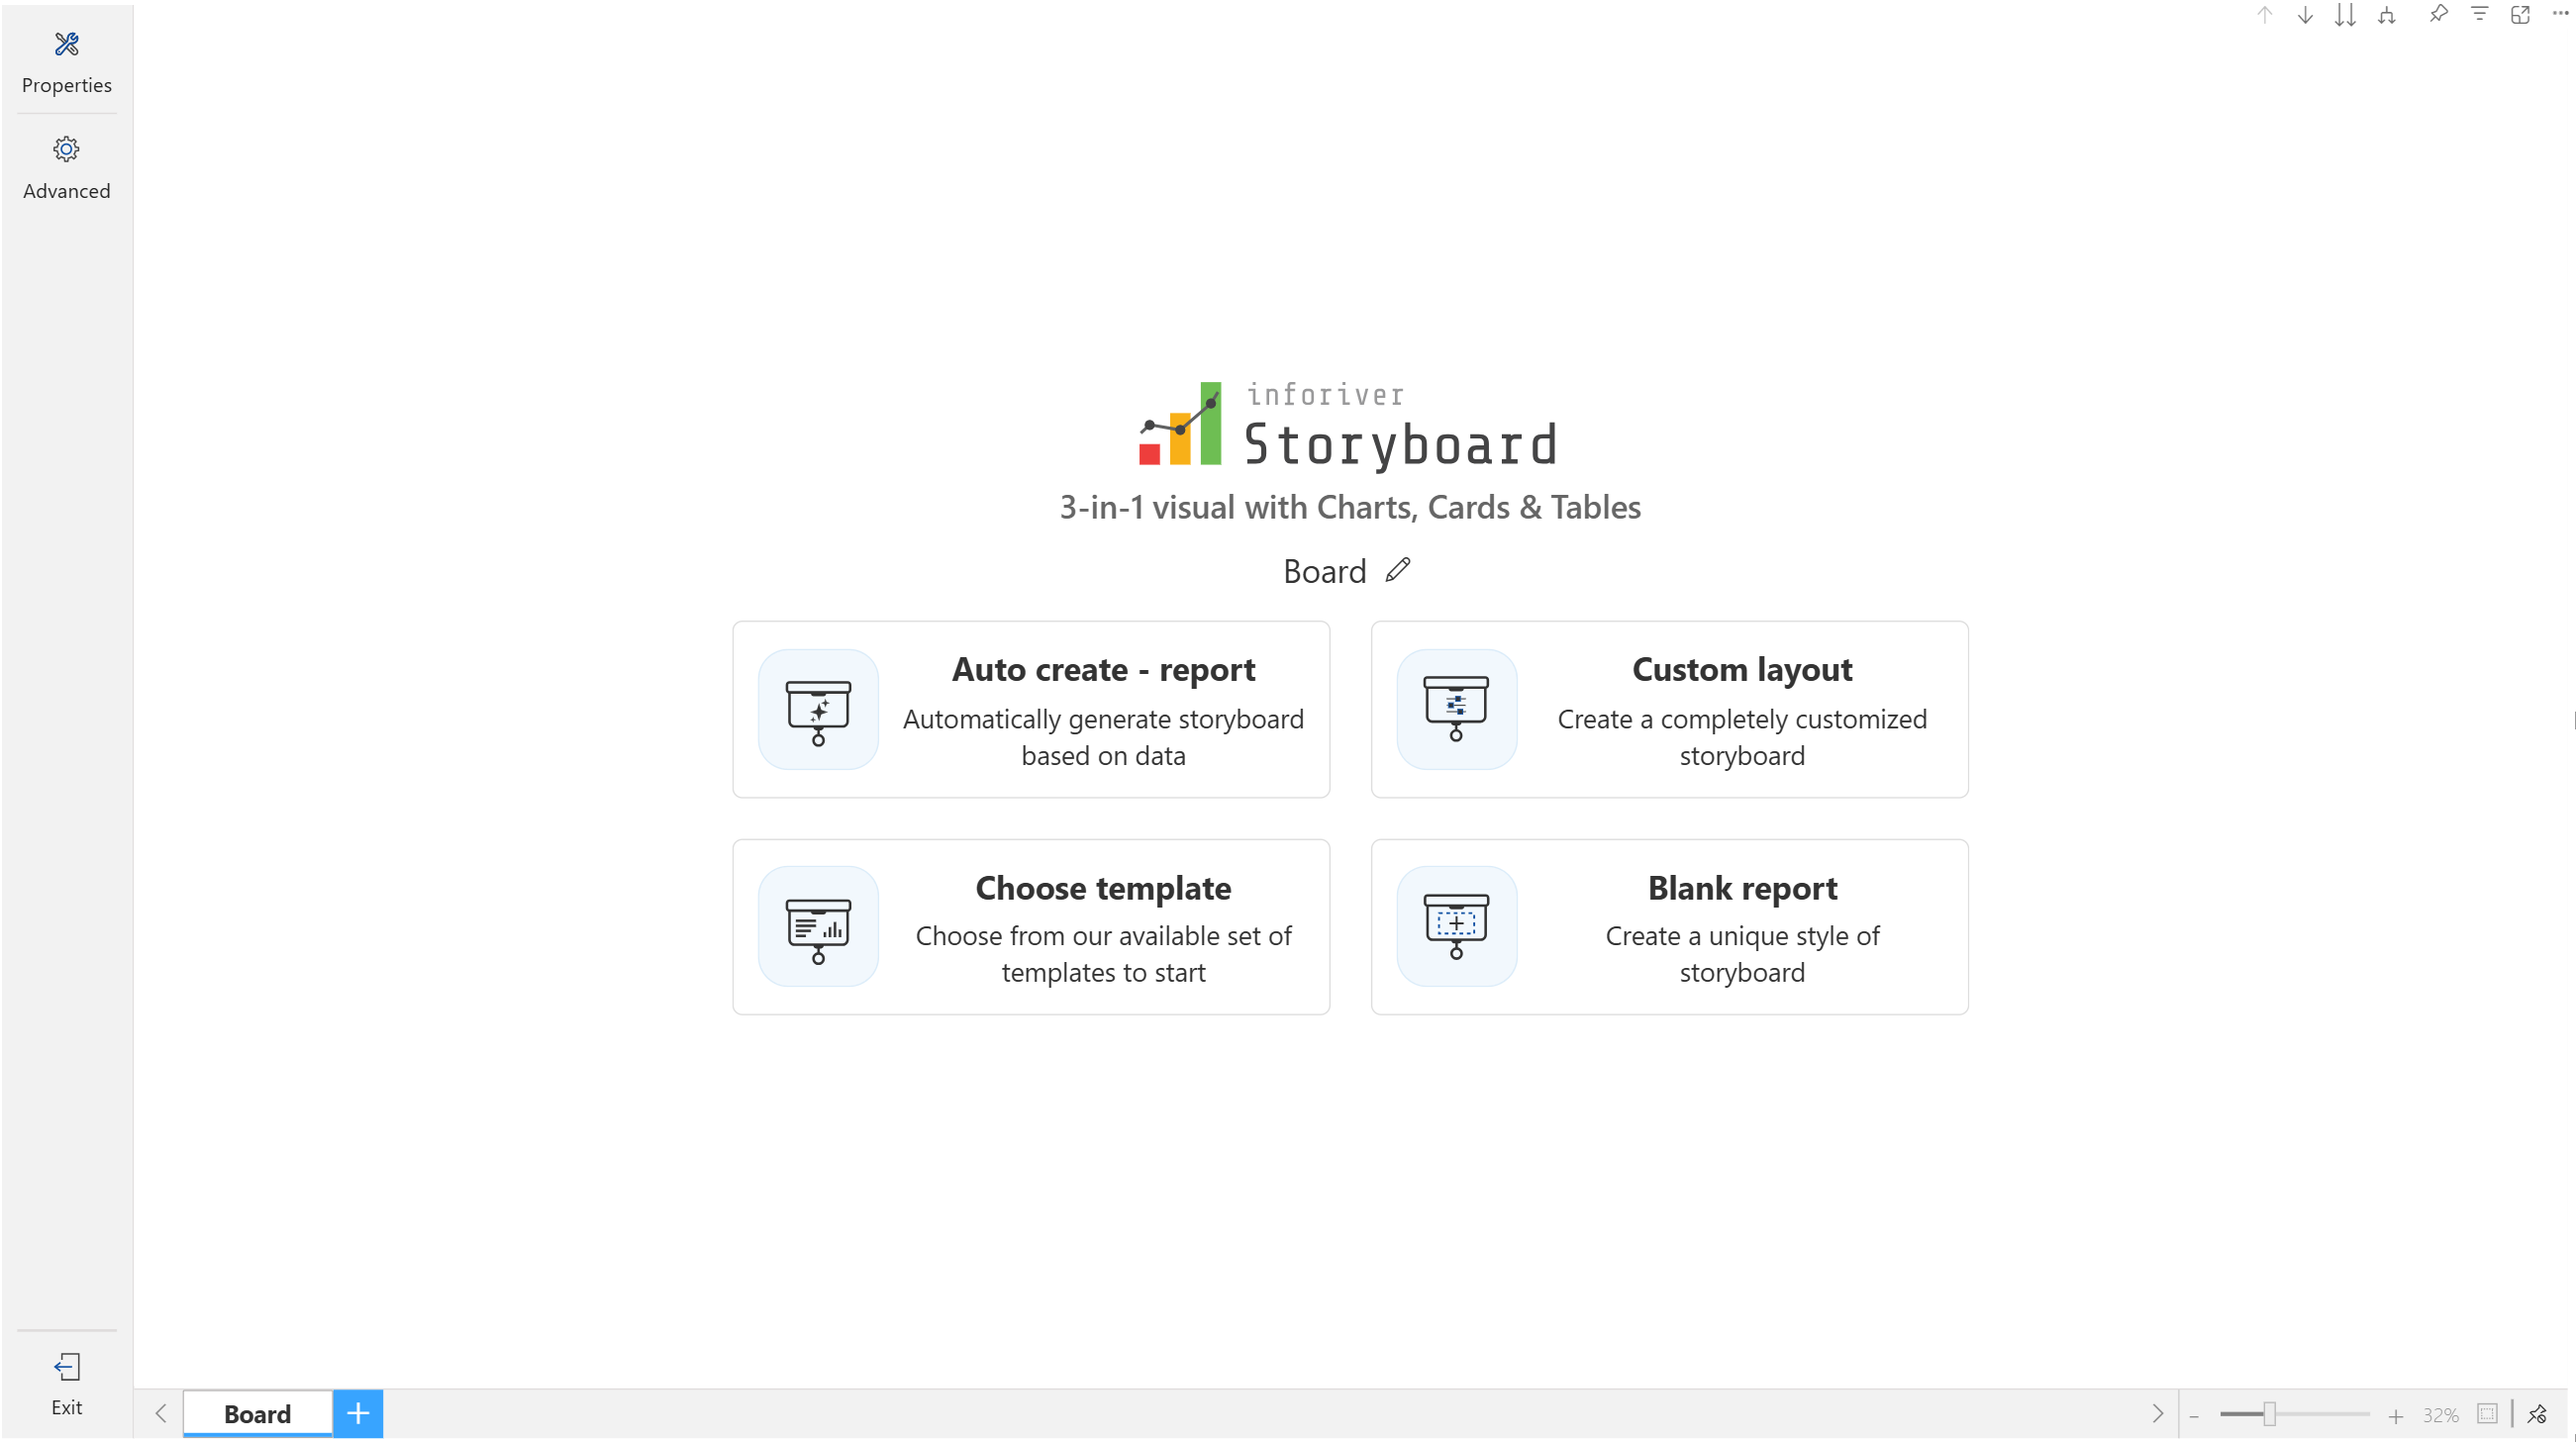 Properties
Advanced
inforiver
Storyboard
3-in-1 visual with Charts, Cards & Tables
Board
Auto create - report
Automatically generate storyboard
based on data
Custom layout
Create a completely customized
storyboard
Choose template
Choose from our available set of
templates to start
Blank report
Create a unique style of
storyboard
Exit
Board
32%